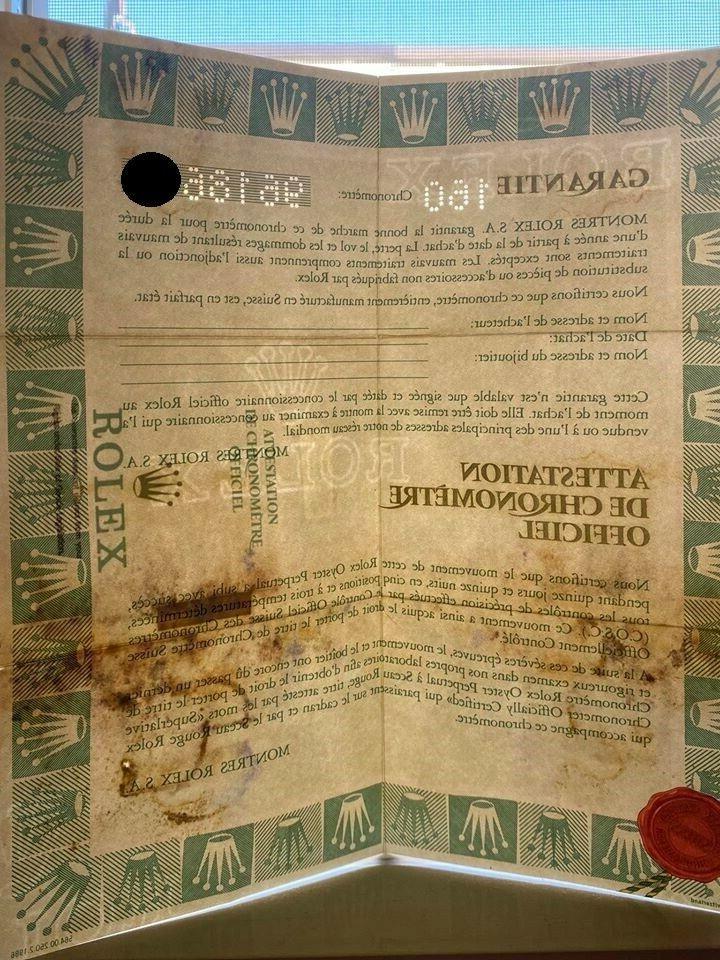 GARANTIE
Chronomètre:
MONTRES ROLEX S.A. garantit la bonne marche de ce chronomètre pour la durée
d'une année à partir de la date d'achat. La perte, le vol et les dommages résultant de mauvais
traitements sont exceptés. Les mauvais traitements comprennent aussi l'adjonction ou la
substitution de pièces ou d'accessoires non fabriqués par Rolex.
Nous certifions que ce chronomètre, entièrement manufacturé en Suisse, est en parfait état.
Nom et adresse de l'acheteur:
Date d'achat:
Nom et adresse du bijoutier:
Cette garantie n'est valable que signée et datée par le concessionnaire officiel Rolex au
moment de l'achat. Elle doit être remise avec la montre à examiner au concessionnaire qui l'a
vendue ou à l'une des principales adresses de notre réseau mondial.
MONTRES ROLEX S.A.
ATTESTATION
DE CHRONOMÈTRE
OFFICIEL
Nous certifions que le mouvement de cette Rolex Oyster Perpetual a subi avec succès,
pendant quinze jours et quinze nuits, en cinq positions et à trois températures déterminées,
tous les contrôles de précision effectués par le Contrôle Officiel Suisse des Chronomètres
(C.O.S.C.). Ce mouvement a ainsi acquis le droit de porter le titre de Chronomètre Suisse
Officiellement Contrôlé.
A la suite de ces sévères épreuves, le mouvement et le boîtier ont encore dû passer un dernier
et rigoureux examen dans nos propres laboratoires afin d'obtenir le droit de porter le titre de
Chronomètre Rolex Oyster Perpetual à Sceau Rouge, titre attesté par les mots «Superlative
Chronometer Officially Certified» qui paraissent sur le cadran et par le Sceau Rouge Rolex
qui accompagne ce chronomètre.
MONTRES ROLEX S.A.
ROLEX
ATTESTATION
DE CHRONOMÈTRE
OFFICIEL
ROLEX
ROLEX
564.00.250.2.1986